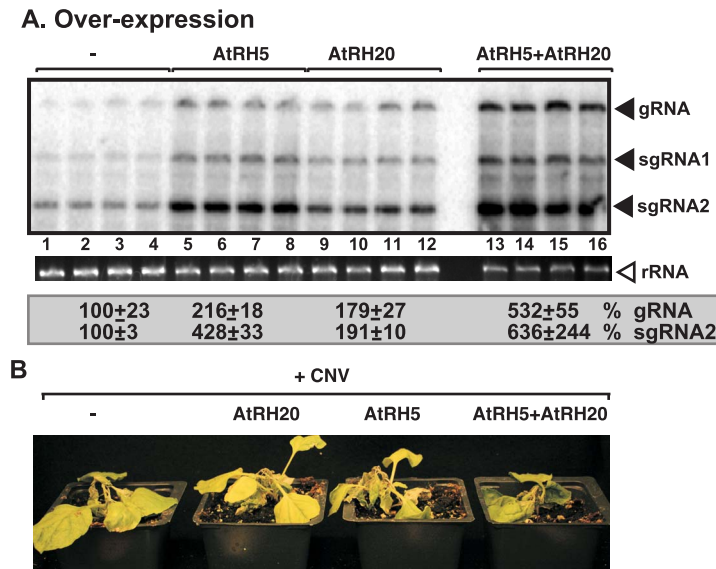 A. Over-expression
- AtRH5 AtRH20 AtRH5+AtRH20
gRNA
sgRNA1
sgRNA2
1 2 3 4 5 6 7 8 9 10 11 12 13 14 15 16
rRNA
100±23 216±18 179±27 532±55 % gRNA
100±3 428±33 191±10 636±244 % sgRNA2
B
+ CNV
- AtRH20 AtRH5 AtRH5+AtRH20